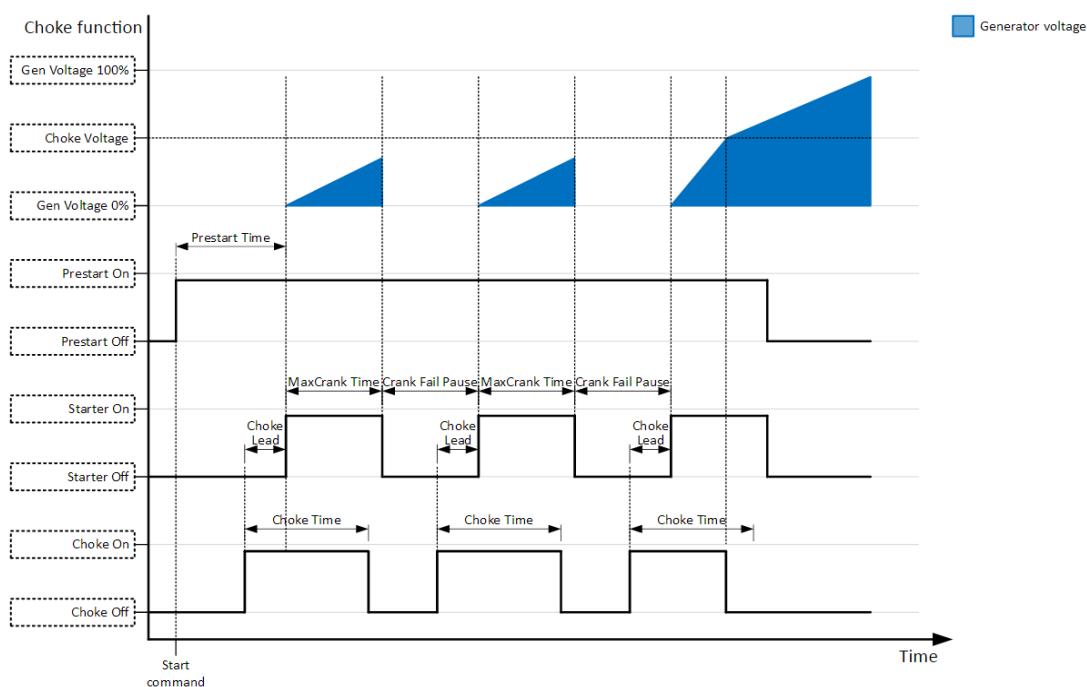 Choke function
Generator voltage
Gen Voltage 100%
Choke Voltage
Gen Voltage 0%
Prestart Time
Prestart On
Prestart Off
MaxCrank Time
Crank Fail Pause
MaxCrank Time
Crank Fail Pause
Starter On
Choke
Lead
Choke
Lead
Choke
Lead
Starter Off
Choke Time
Choke Time
Choke Time
Choke On
Choke Off
Time
Start
command